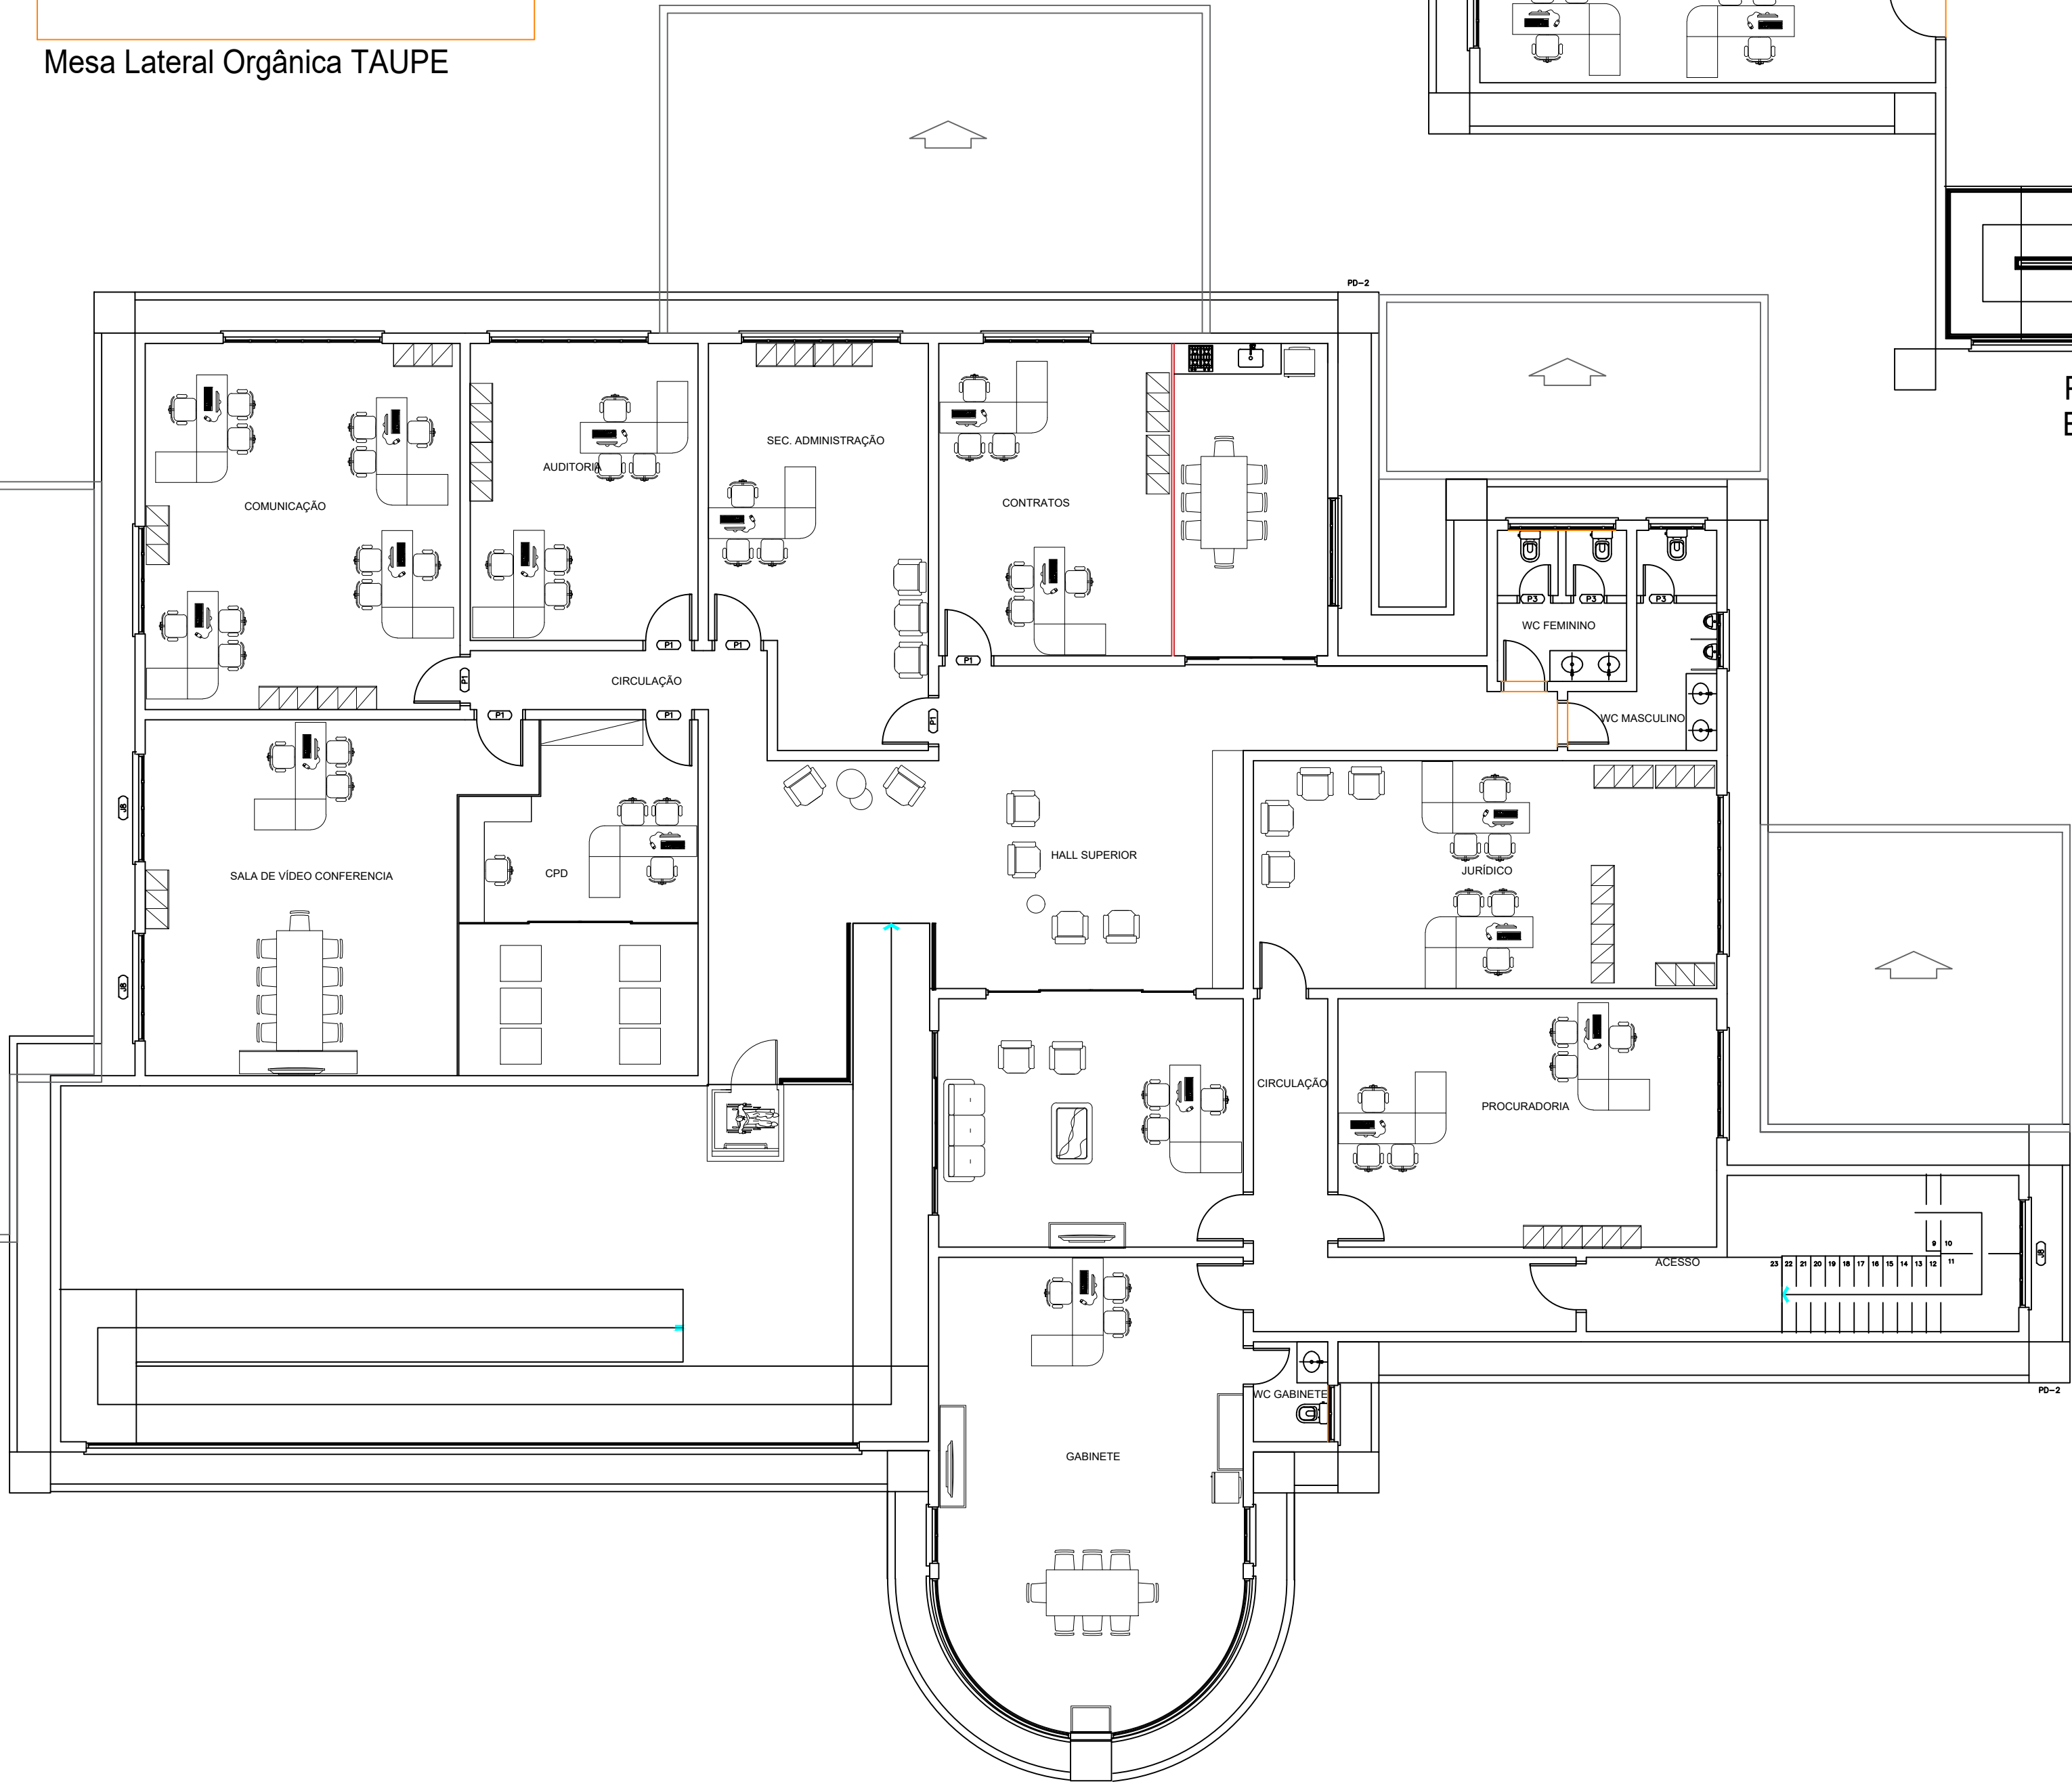 Mesa Lateral Orgânica TAUPE
PD-2
SEC. ADMINISTRAÇÃO
AUDITORIA
COMUNICAÇÃO
CONTRATOS
P3
P3
P3
WC FEMININO
P1
P1
P1
P1
CIRCULAÇÃO
P1
P1
P1
WC MASCULINO
J8
HALL SUPERIOR
JURÍDICO
CPD
SALA DE VÍDEO CONFERENCIA
J8
CIRCULAÇÃO
PROCURADORIA
ACESSO
9 10
23 22 21 20 19 18 17 16 15 14 13 12 11
J8
PD-2
WC GABINETE
GABINETE